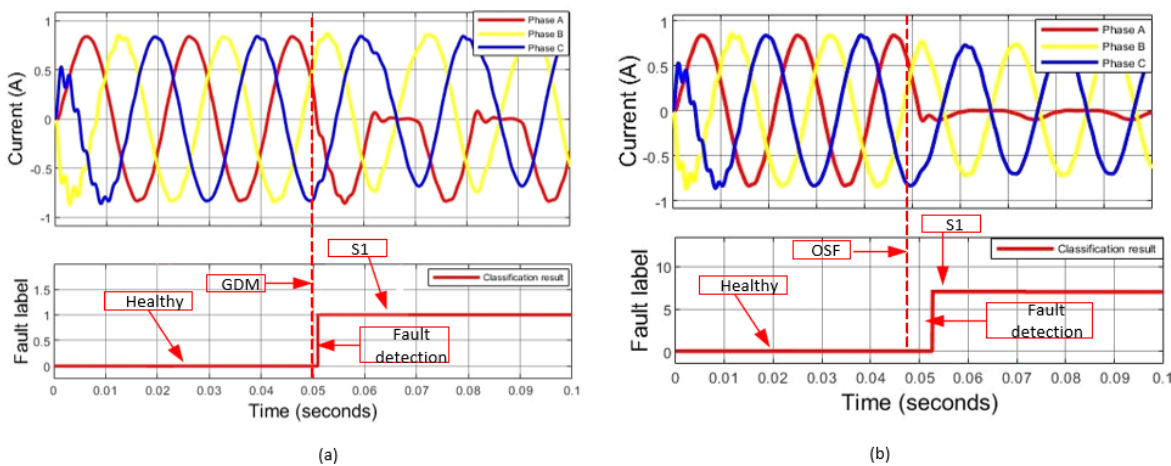 1
0.5
0
-0.5
-1
Current (A)
Phase A
Phase B
Phase C
1.5
1
0.5
0
Fault label
S1
GDM
Healthy
Fault
detection
Classification result
0 0.01 0.02 0.03 0.04 0.05 0.06 0.07 0.08 0.09 0.1
Time (seconds)
(a)
1
0.5
0
-0.5
-1
Current (A)
Phase A
Phase B
Phase C
10
5
0
Fault label
S1
OSF
Healthy
Fault
detection
Classification result
0 0.01 0.02 0.03 0.04 0.05 0.06 0.07 0.08 0.09 0.1
Time (seconds)
(b)